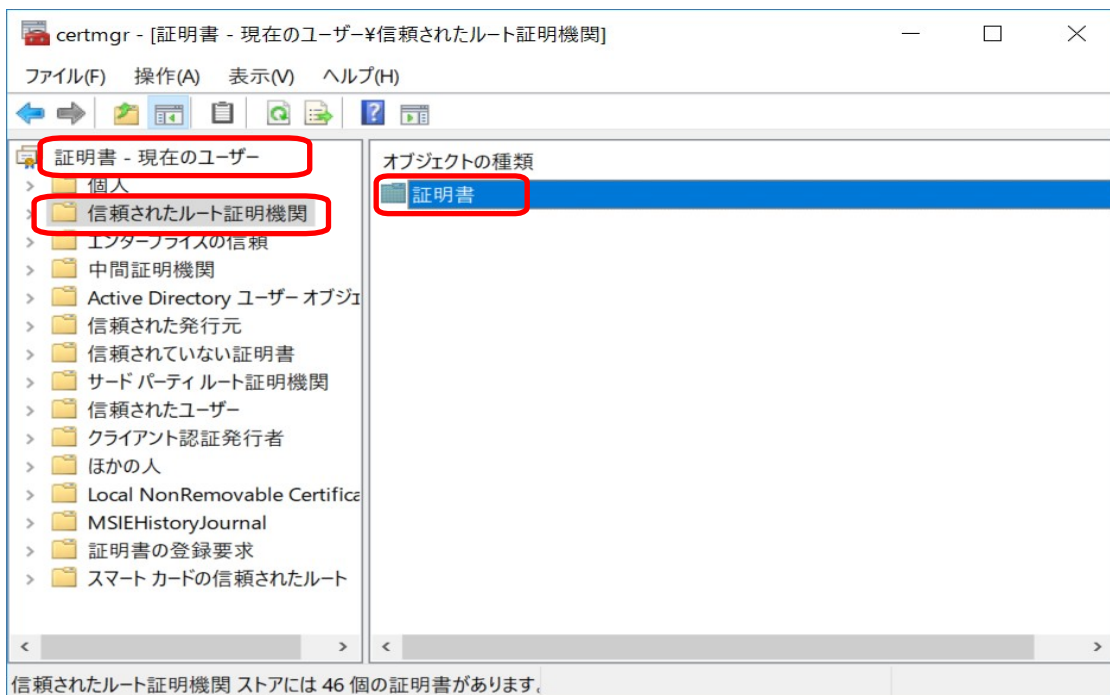 certmgr - [証明書 - 現在のユーザー¥信頼されたルート証明機関]
ファイル(F) 操作(A) 表示(V) ヘルプ(H)
証明書 - 現在のユーザー
個人
信頼されたルート証明機関
エンタープライズの信頼
中間証明機関
Active Directory ユーザー オブジェ
信頼された発行元
信頼されていない証明書
サード パーティ ルート証明機関
信頼されたユーザー
クライアント認証発行者
ほかの人
Local NonRemovable Certifica
MSIEHistoryJournal
証明書の登録要求
スマート カードの信頼されたルート
オブジェクトの種類
証明書
信頼されたルート証明機関 ストアには 46 個の証明書があります。